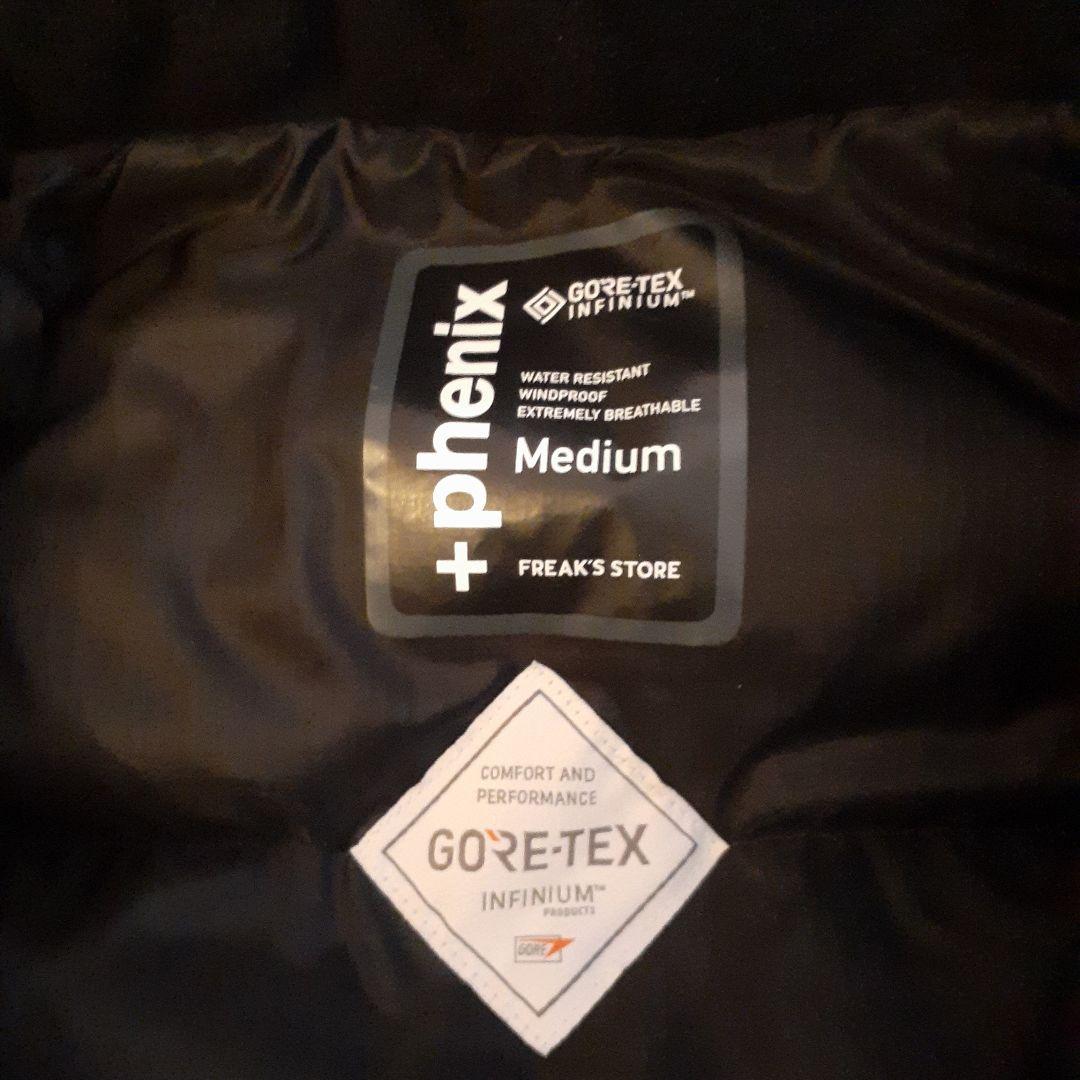 +phenix
GORE-TEX
INFINIUM™
WATER RESISTANT
WINDPROOF
EXTREMELY BREATHABLE
Medium
FREAK'S STORE
COMFORT AND
PERFORMANCE
GORE-TEX
INFINIUM™
PRODUCTS
GORE